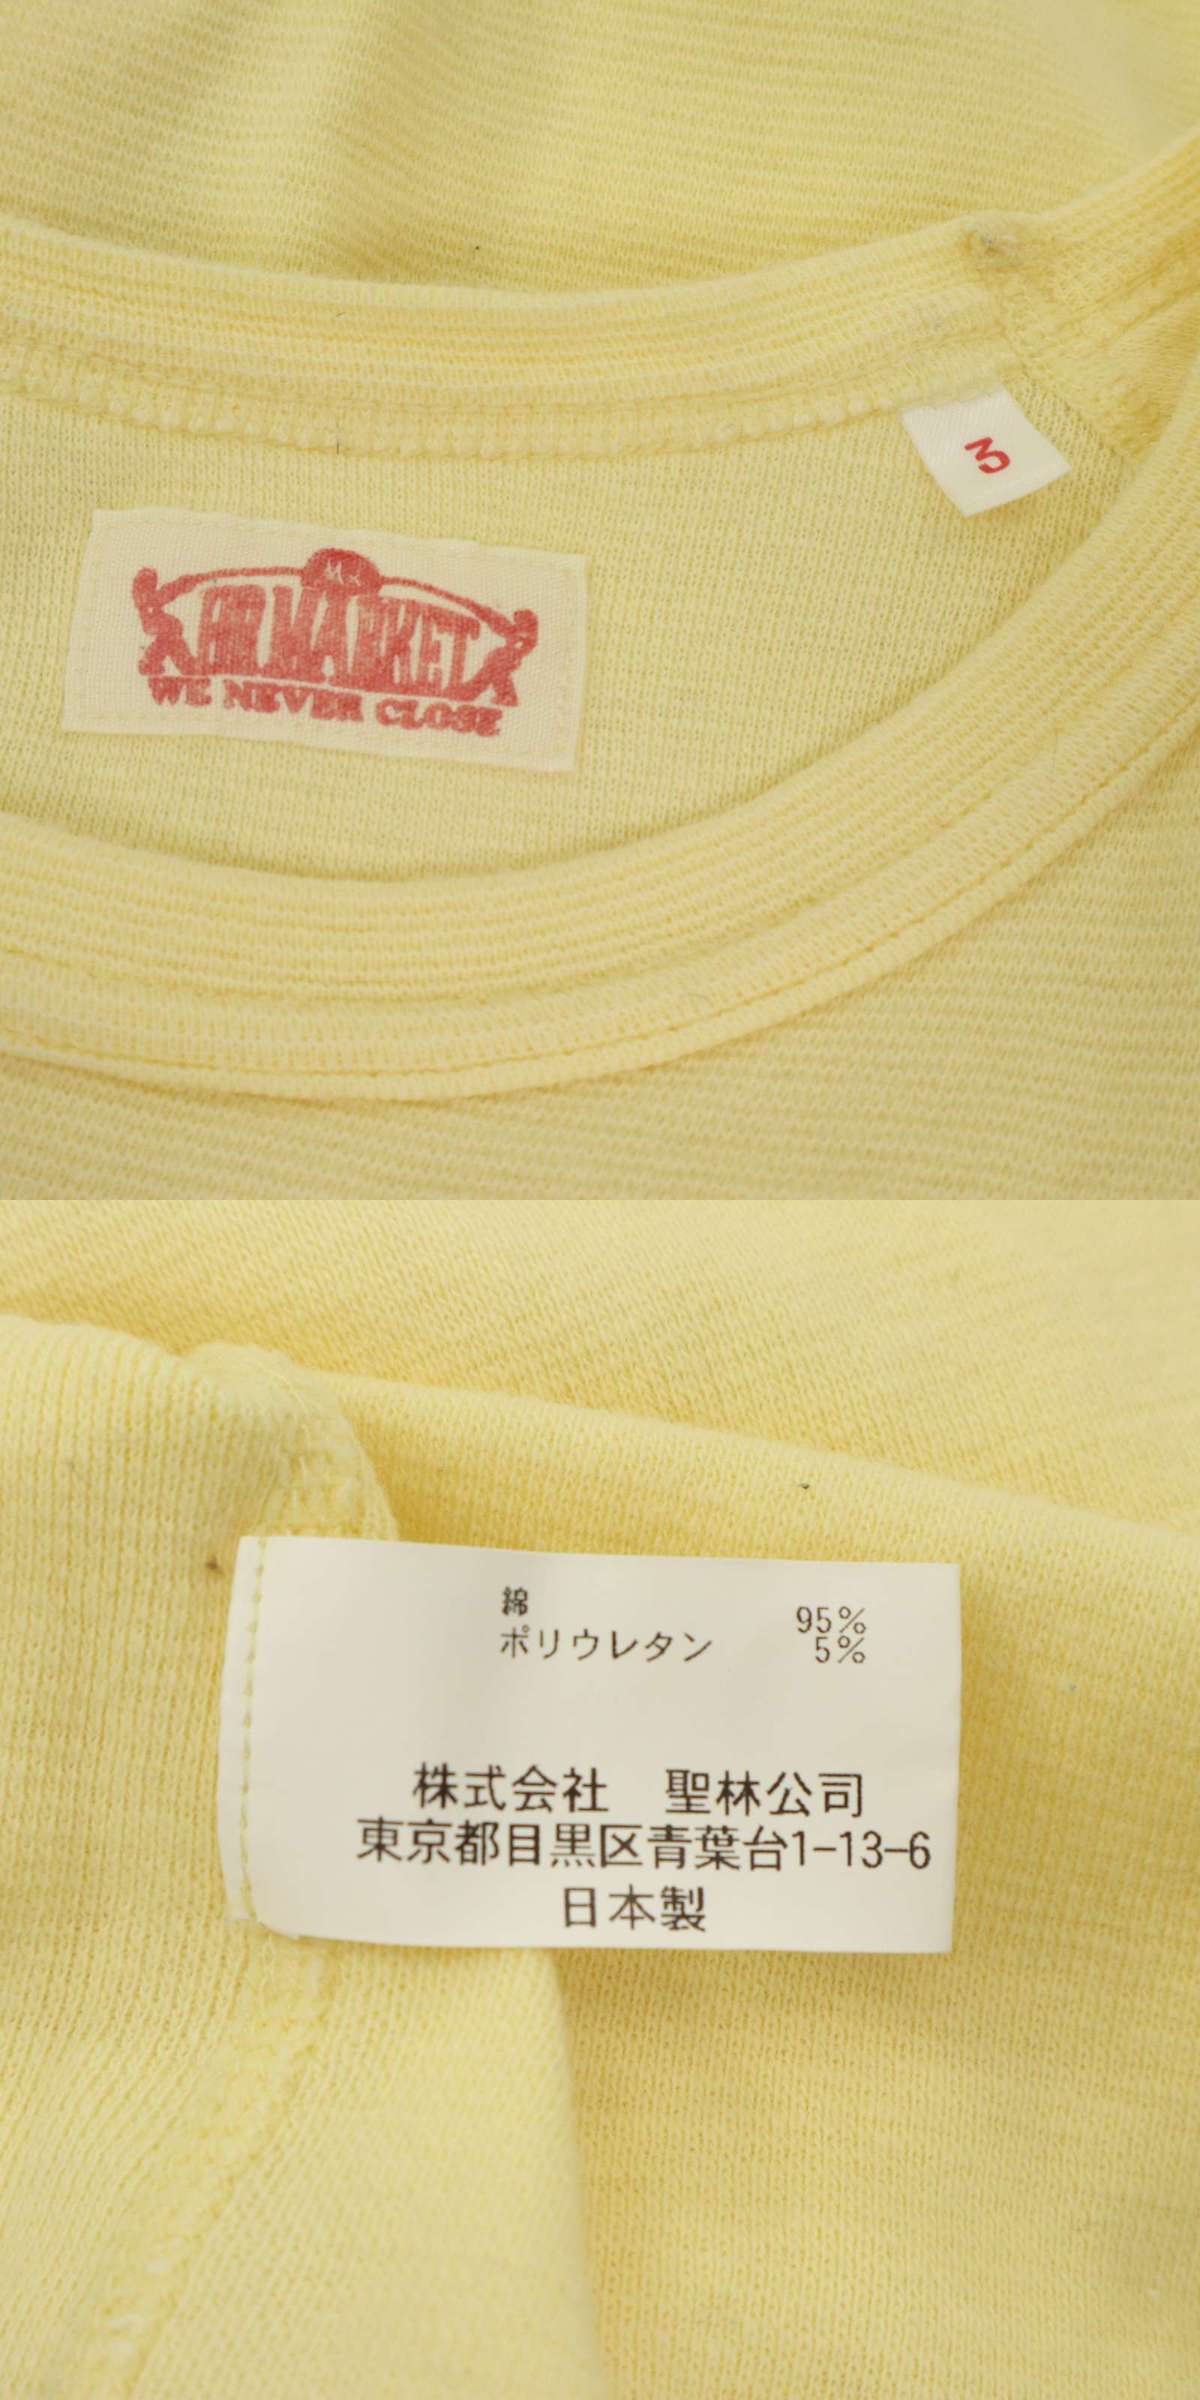 HR MARKET
WE NEVER CLOSE
3
綿 95%
ポリウレタン 5%
株式会社 聖林公司
東京都目黒区青葉台1-13-6
日本製